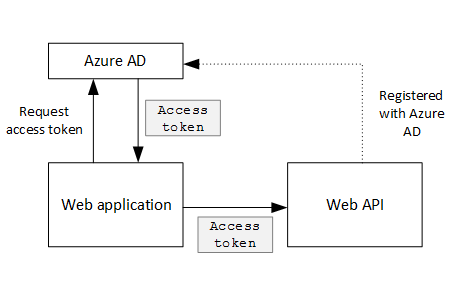 Azure AD
Request
access token
Access
token
Registered
with Azure
AD
Web application
Access
token
Web API